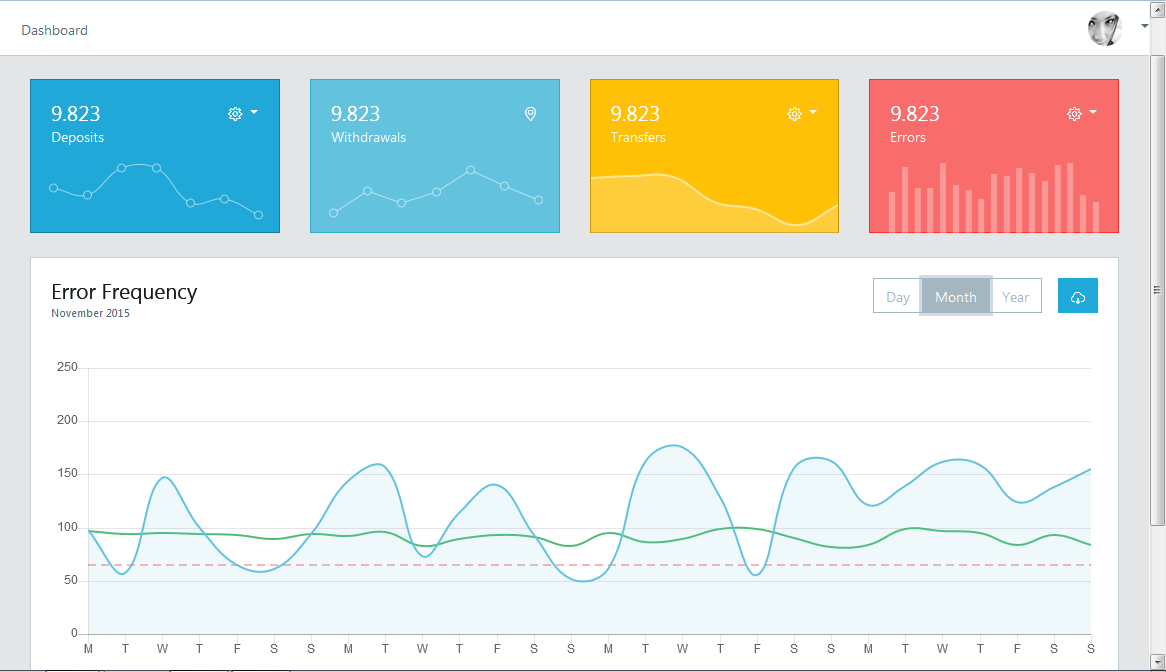 Dashboard
9.823
Deposits
9.823
Withdrawals
9.823
Transfers
9.823
Errors
Error Frequency
November 2015
Day Month Year
250
200
150
100
50
0
M T W T F S S M T W T F S S M T W T F S S M T W T F S S